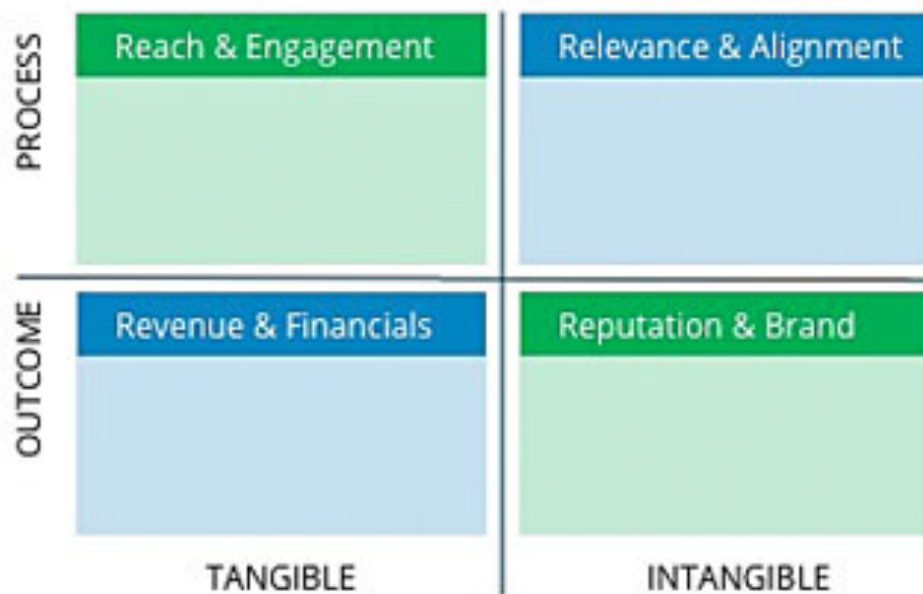 PROCESS
Reach & Engagement
Relevance & Alignment
OUTCOME
Revenue & Financials
Reputation & Brand
TANGIBLE
INTANGIBLE